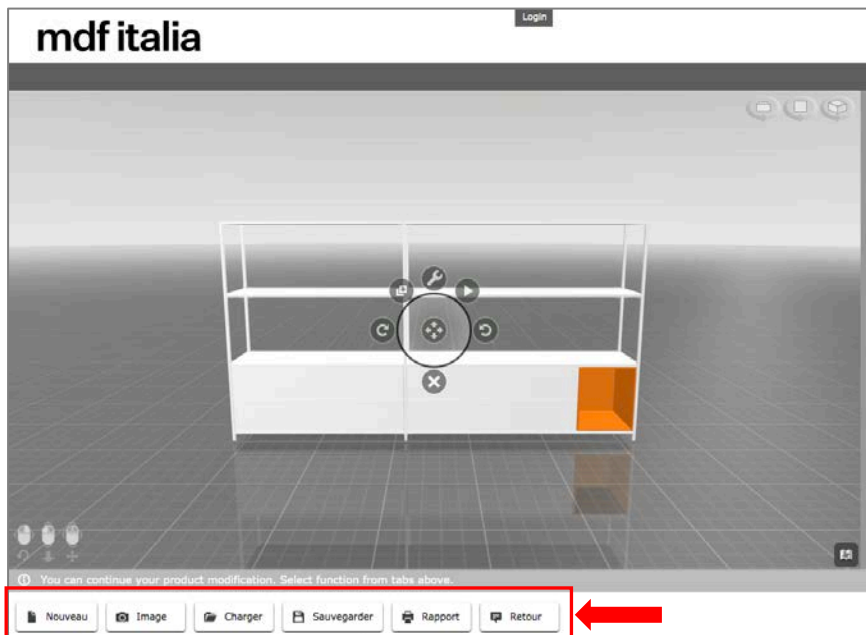 Login
mdf italia
You can continue your product modification. Select function from tabs above.
Nouveau Image Charger Sauvegarder Rapport Retour